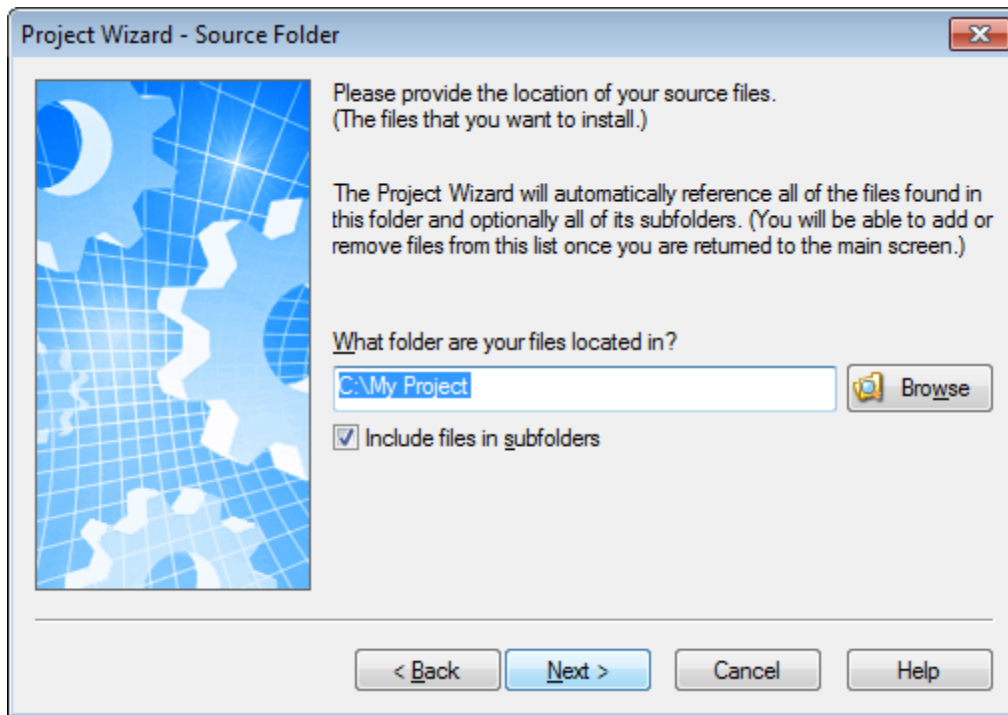 Project Wizard - Source Folder
Please provide the location of your source files.
(The files that you want to install.)
The Project Wizard will automatically reference all of the files found in
this folder and optionally all of its subfolders. (You will be able to add or
remove files from this list once you are returned to the main screen.)
What folder are your files located in?
C:\My Project
Browse
Include files in subfolders
< Back
Next >
Cancel
Help